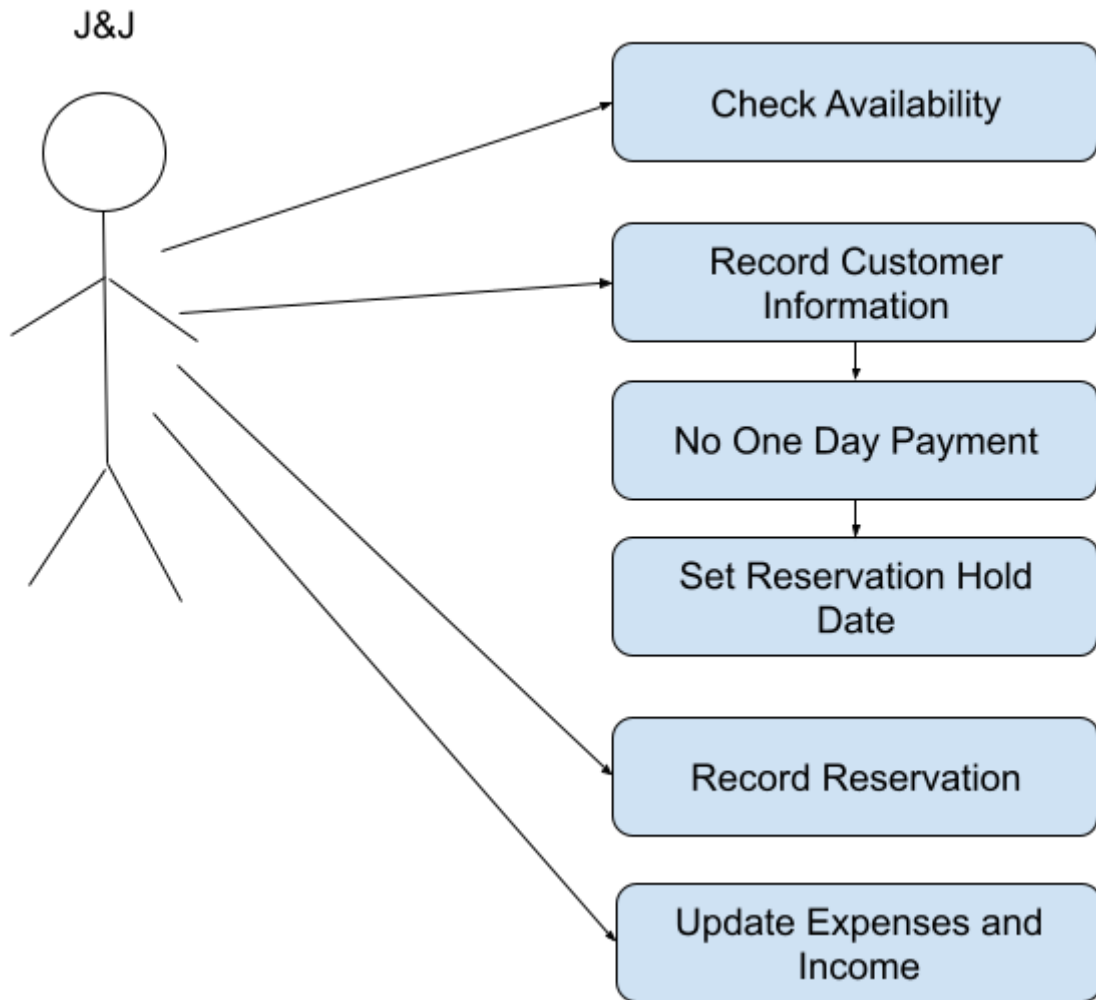 J&J
Check Availability
Record Customer
Information
No One Day Payment
Set Reservation Hold
Date
Record Reservation
Update Expenses and
Income